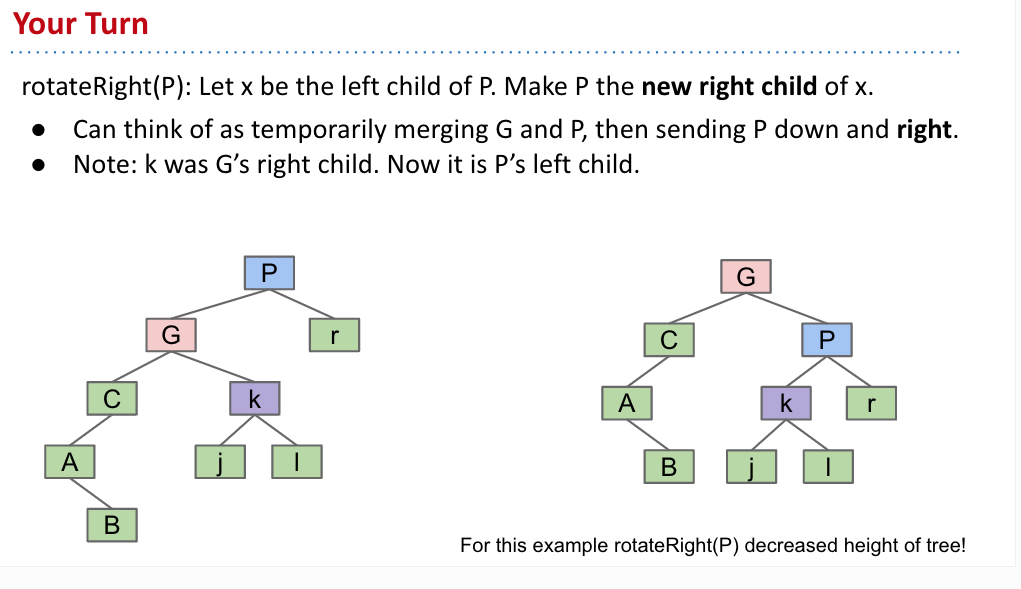 Your Turn
rotateRight(P): Let x be the left child of P. Make P the new right child of x.
● Can think of as temporarily merging G and P, then sending P down and right.
● Note: k was G’s right child. Now it is P’s left child.
P
G r
C k
A j l
B
G
C P
A k r
B j l
For this example rotateRight(P) decreased height of tree!